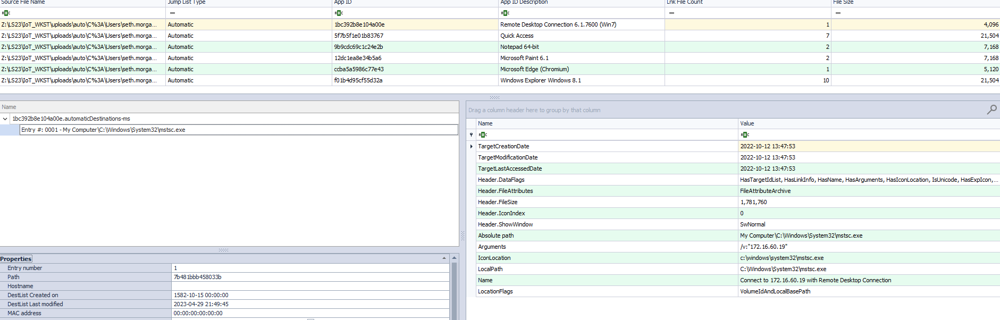 Source File Name Jump List Type App ID App ID Description Lnk File Count File Size
Z:\LS23\IoT_WKST\uploads\auto\C%3A\Users\seth.morga... Automatic 1bc392b8e104a00e Remote Desktop Connection 6.1.7600 (Win7) 1 4,096
Z:\LS23\IoT_WKST\uploads\auto\C%3A\Users\seth.morga... Automatic 5f7b5f1e01b83767 Quick Access 7 21,504
Z:\LS23\IoT_WKST\uploads\auto\C%3A\Users\seth.morga... Automatic 9b9cdc69c1c24e2b Notepad 64-bit 2 7,168
Z:\LS23\IoT_WKST\uploads\auto\C%3A\Users\seth.morga... Automatic 12dc1ea8e34b5a6 Microsoft Paint 6.1 2 7,168
Z:\LS23\IoT_WKST\uploads\auto\C%3A\Users\seth.morga... Automatic ccba5a5986c77e43 Microsoft Edge (Chromium) 1 5,120
Z:\LS23\IoT_WKST\uploads\auto\C%3A\Users\seth.morga... Automatic f01b4d95cf55d32a Windows Explorer Windows 8.1 10 21,504
Name
1bc392b8e104a00e.automaticDestinations-ms
Entry #: 0001 - My Computer\C:\Windows\System32\mstsc.exe
Properties
Entry number 1
Path 7b481bbb458033b
Hostname
DestList Created on 1582-10-15 00:00:00
DestList Last modified 2023-04-29 21:49:45
MAC address 00:00:00:00:00:00
Drag a column header here to group by that column
Name Value
TargetCreationDate 2022-10-12 13:47:53
TargetModificationDate 2022-10-12 13:47:53
TargetLastAccessedDate 2022-10-12 13:47:53
Header.DataFlags HasTargetIdList, HasLinkInfo, HasName, HasArguments, HasIconLocation, IsUnicode, HasExpIcon,...
Header.FileAttributes FileAttributeArchive
Header.FileSize 1,781,760
Header.IconIndex 0
Header.ShowWindow SwNormal
Absolute path My Computer\C:\Windows\System32\mstsc.exe
Arguments /v:"172.16.60.19"
IconLocation c:\windows\system32\mstsc.exe
LocalPath C:\Windows\System32\mstsc.exe
Name Connect to 172.16.60.19 with Remote Desktop Connection
LocationFlags VolumeIdAndLocalBasePath